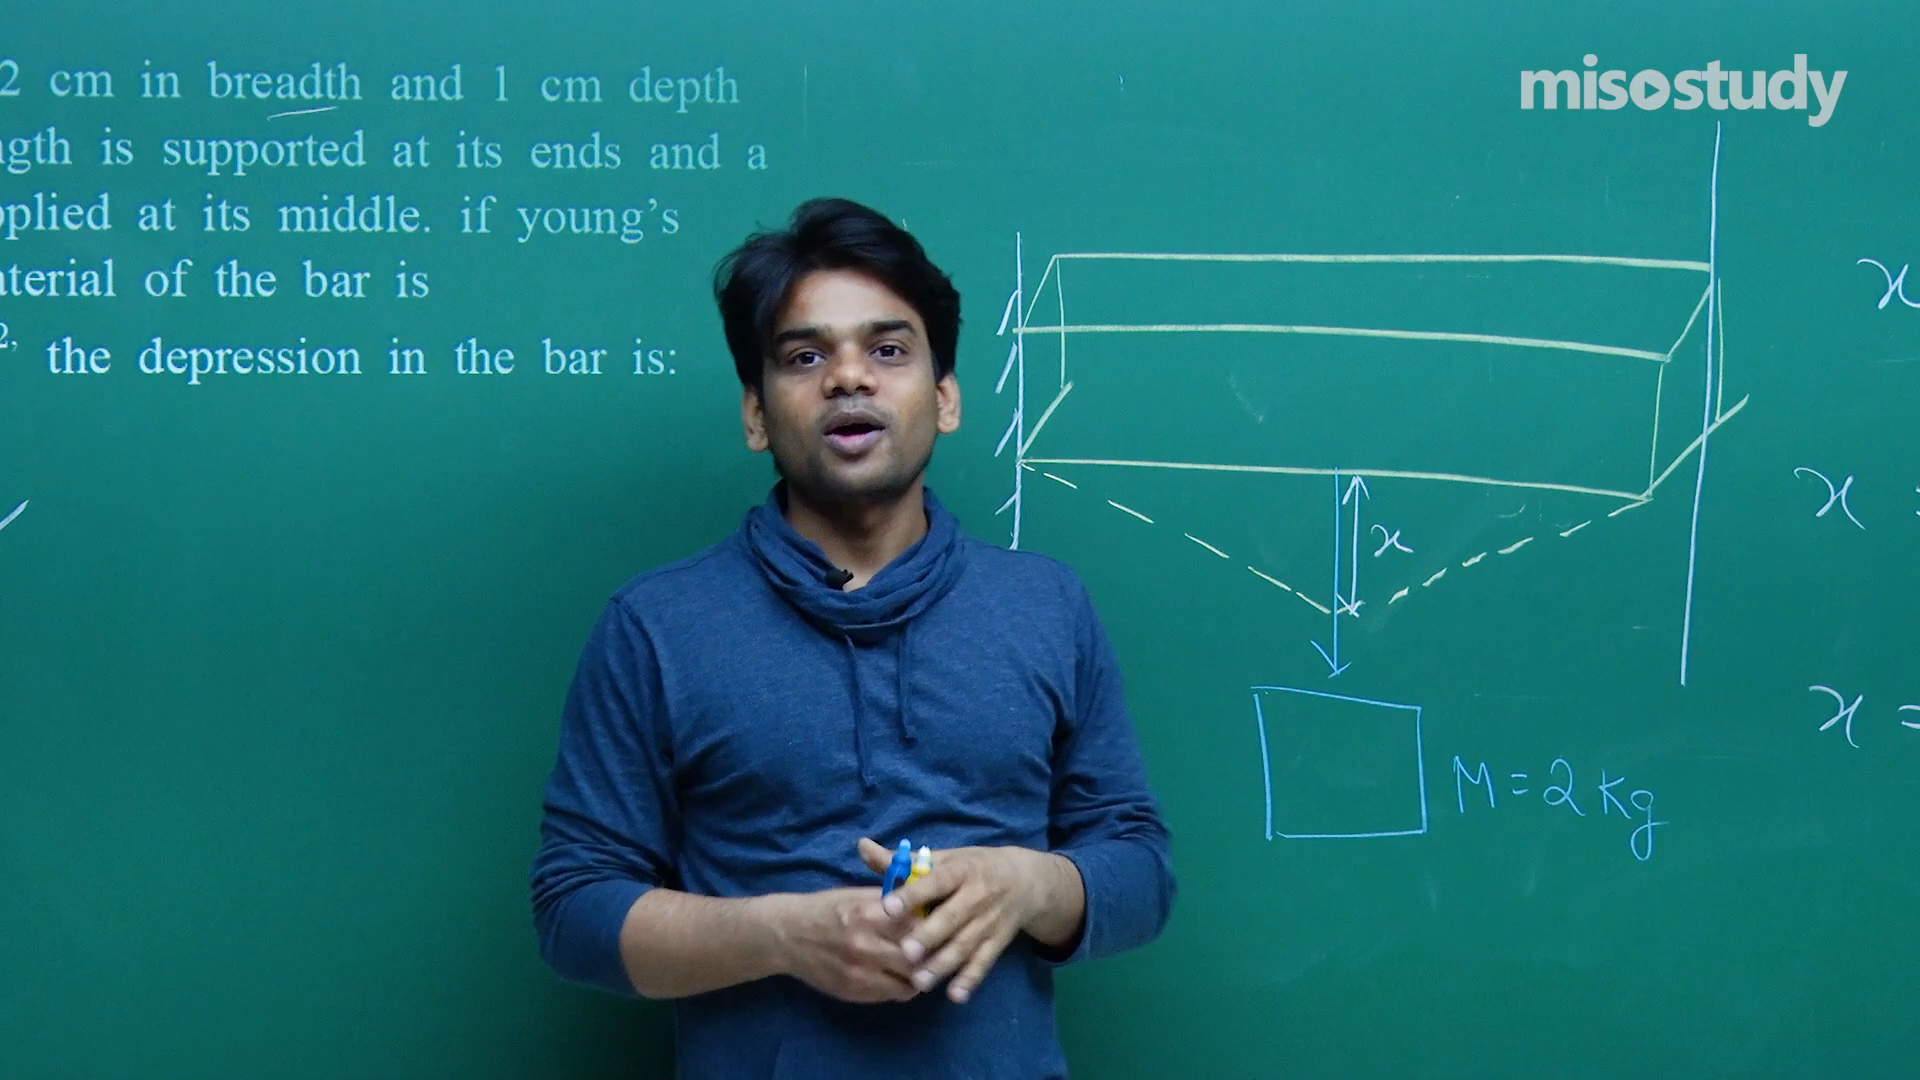 2 cm in breadth and 1 cm depth
ngth is supported at its ends and a
pplied at its middle. if young's
aterial of the bar is
2, the depression in the bar is:
misostudy
x
x
x
x =
M = 2 Kg